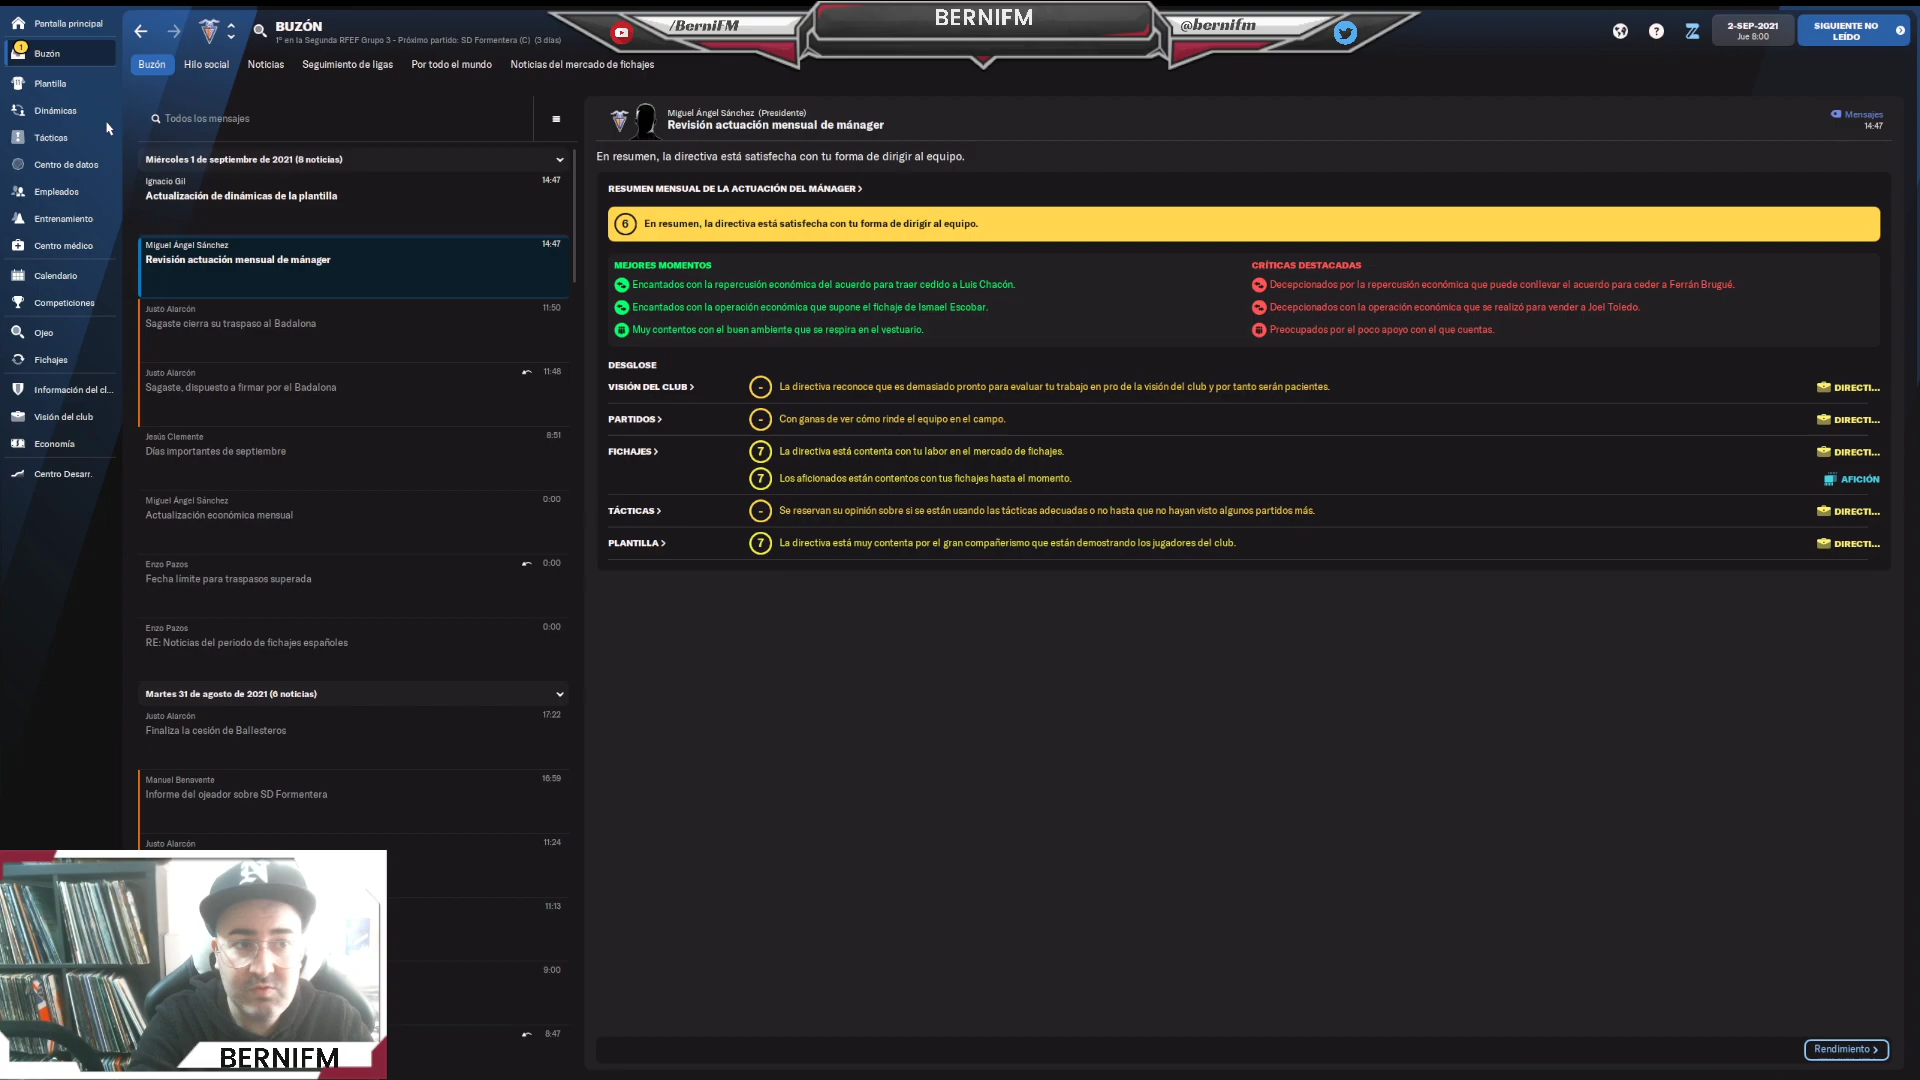 Pantalla principal
1
Buzón
Plantilla
Dinámicas
Tácticas
Centro de datos
Empleados
Entrenamiento
Centro médico
Calendario
Competiciones
Ojeo
Fichajes
Información del cl...
Visión del club
Economía
Centro Desarr.
BUZÓN
1º en la Segunda RFEF Grupo 3 - Próximo partido: SD Formentera (C) (3 días)
/BerniFM
BERNIFM
@bernifm
2-SEP-2021
Jue 8:00
SIGUIENTE NO LEÍDO
Buzón
Hilo social
Noticias
Seguimiento de ligas
Por todo el mundo
Noticias del mercado de fichajes
Todos los mensajes
Miércoles 1 de septiembre de 2021 (8 noticias)
Ignacio Gil
14:47
Actualización de dinámicas de la plantilla
Miguel Ángel Sánchez
14:47
Revisión actuación mensual de mánager
Justo Alarcón
11:50
Sagaste cierra su traspaso al Badalona
Justo Alarcón
11:48
Sagaste, dispuesto a firmar por el Badalona
Jesús Clemente
8:51
Días importantes de septiembre
Miguel Ángel Sánchez
0:00
Actualización económica mensual
Enzo Pazos
0:00
Fecha límite para traspasos superada
Enzo Pazos
0:00
RE: Noticias del periodo de fichajes españoles
Martes 31 de agosto de 2021 (6 noticias)
Justo Alarcón
17:22
Finaliza la cesión de Ballesteros
Manuel Benavente
16:59
Informe del ojeador sobre SD Formentera
Justo Alarcón
11:24
11:13
9:00
8:47
BERNIFM
Miguel Ángel Sánchez (Presidente)
Revisión actuación mensual de mánager
Mensajes
14:47
En resumen, la directiva está satisfecha con tu forma de dirigir al equipo.
RESUMEN MENSUAL DE LA ACTUACIÓN DEL MÁNAGER >
6 En resumen, la directiva está satisfecha con tu forma de dirigir al equipo.
MEJORES MOMENTOS
Encantados con la repercusión económica del acuerdo para traer cedido a Luis Chacón.
Encantados con la operación económica que supone el fichaje de Ismael Escobar.
Muy contentos con el buen ambiente que se respira en el vestuario.
CRÍTICAS DESTACADAS
Decepcionados por la repercusión económica que puede conllevar el acuerdo para ceder a Ferrán Brugué.
Decepcionados con la operación económica que se realizó para vender a Joel Toledo.
Preocupados por el poco apoyo con el que cuentas.
DESGLOSE
VISIÓN DEL CLUB > - La directiva reconoce que es demasiado pronto para evaluar tu trabajo en pro de la visión del club y por tanto serán pacientes. DIRECTI...
PARTIDOS > - Con ganas de ver cómo rinde el equipo en el campo. DIRECTI...
FICHAJES > 7 La directiva está contenta con tu labor en el mercado de fichajes. DIRECTI...
7 Los aficionados están contentos con tus fichajes hasta el momento. AFICIÓN
TÁCTICAS > - Se reservan su opinión sobre si se están usando las tácticas adecuadas o no hasta que no hayan visto algunos partidos más. DIRECTI...
PLANTILLA > 7 La directiva está muy contenta por el gran compañerismo que están demostrando los jugadores del club. DIRECTI...
Rendimiento >